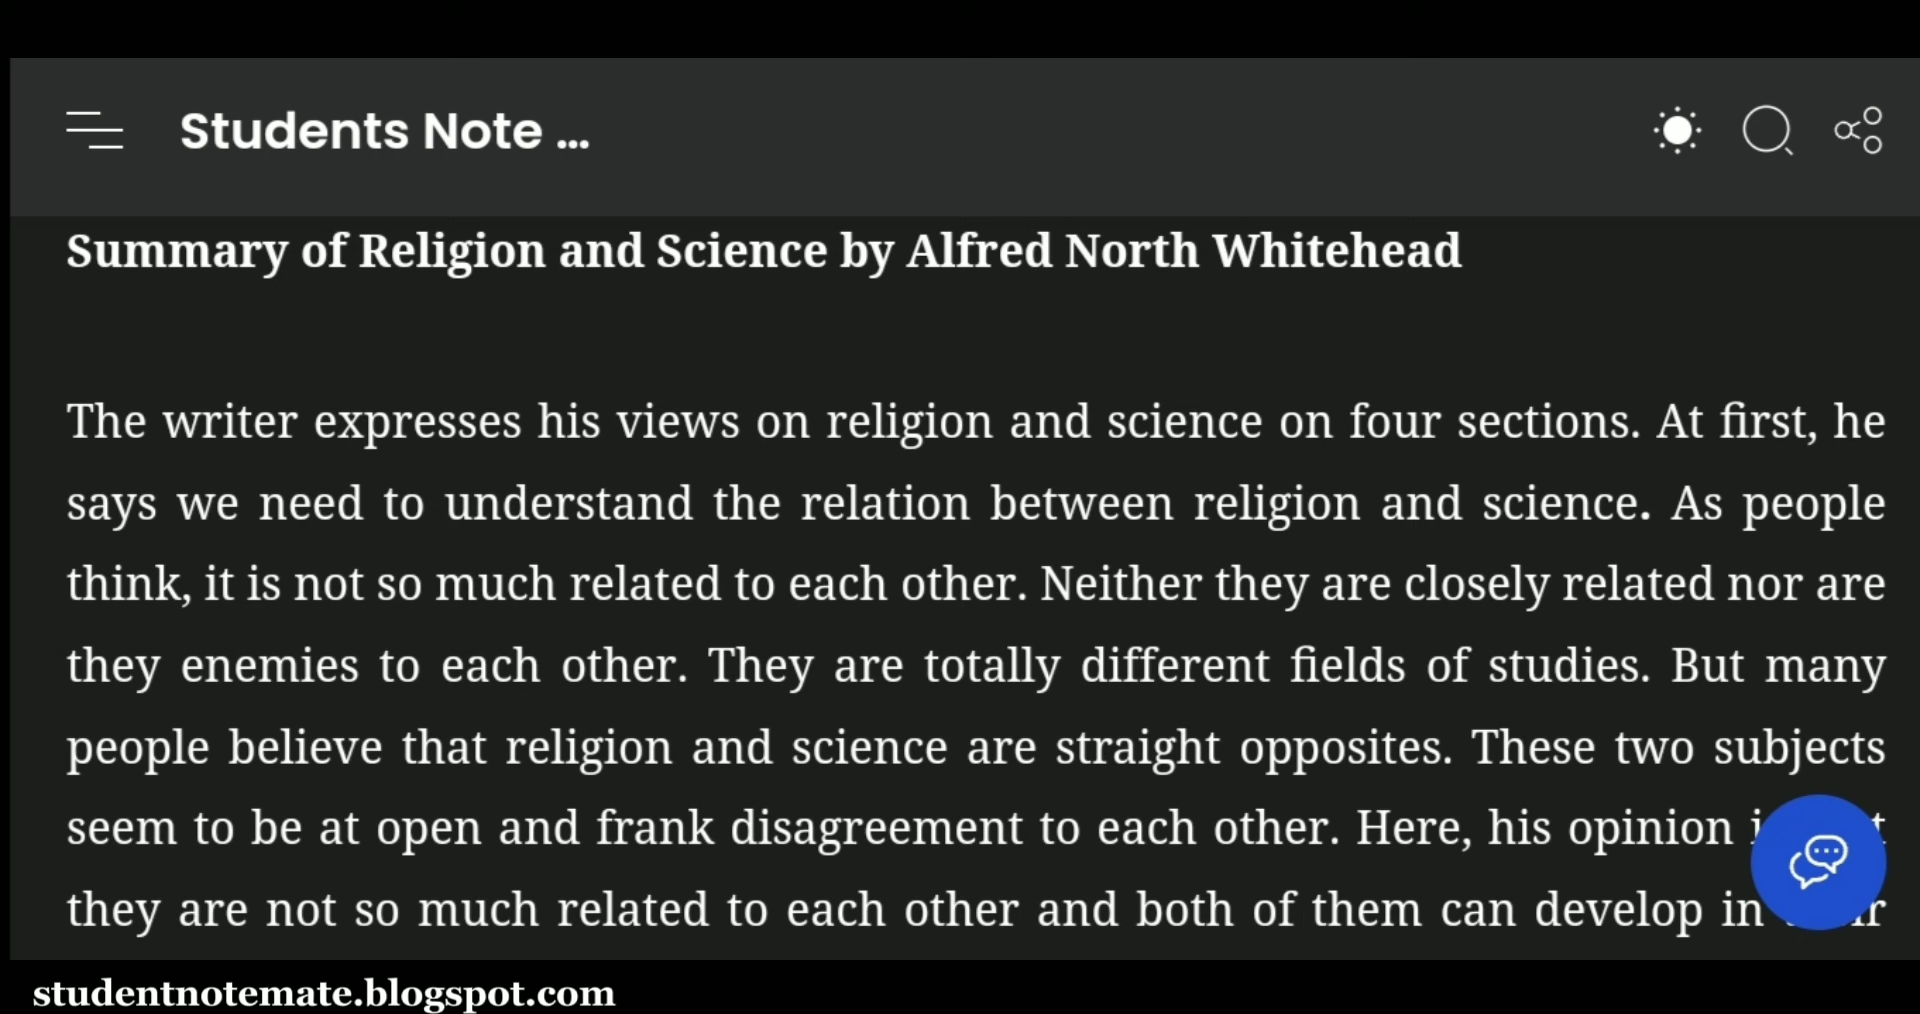 Students Note ...
Summary of Religion and Science by Alfred North Whitehead
The writer expresses his views on religion and science on four sections. At first, he
says we need to understand the relation between religion and science. As people
think, it is not so much related to each other. Neither they are closely related nor are
they enemies to each other. They are totally different fields of studies. But many
people believe that religion and science are straight opposites. These two subjects
seem to be at open and frank disagreement to each other. Here, his opinion
they are not so much related to each other and both of them can develop in
studentnotemate.blogspot.com